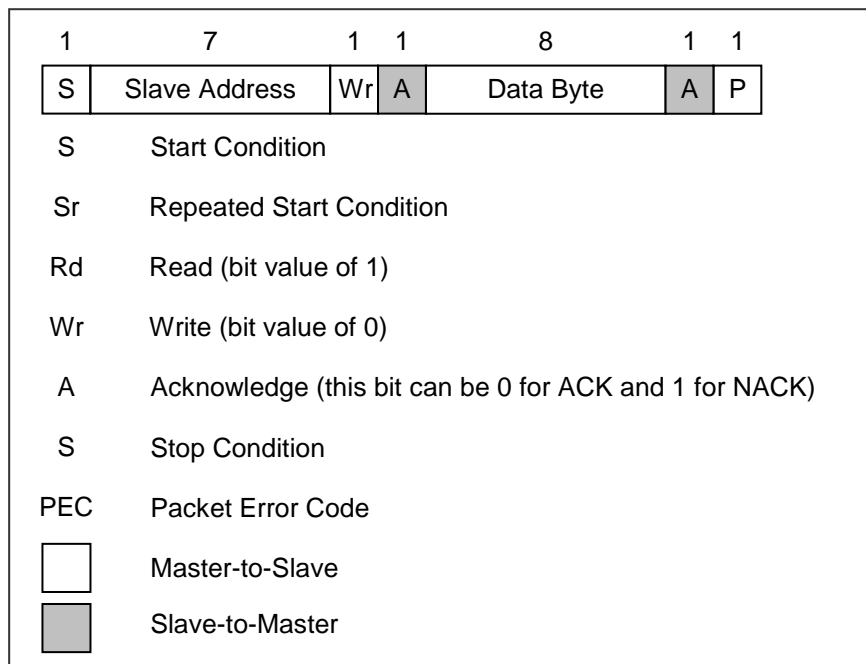 1 7 1 1 8 1 1
S Slave Address Wr A Data Byte A P
S Start Condition
Sr Repeated Start Condition
Rd Read (bit value of 1)
Wr Write (bit value of 0)
A Acknowledge (this bit can be 0 for ACK and 1 for NACK)
S Stop Condition
PEC Packet Error Code
Master-to-Slave
Slave-to-Master